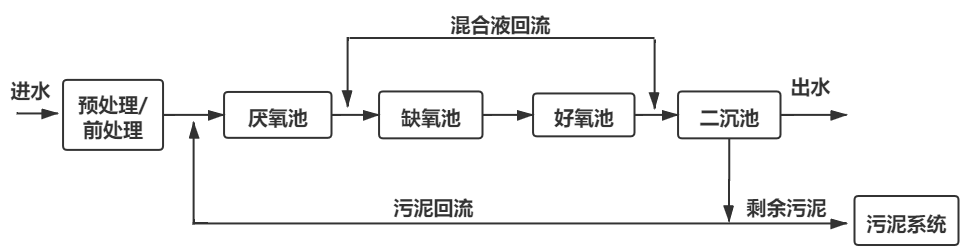 混合液回流
进水
预处理/
前处理
厌氧池
缺氧池
好氧池
二沉池
出水
污泥回流
剩余污泥
污泥系统